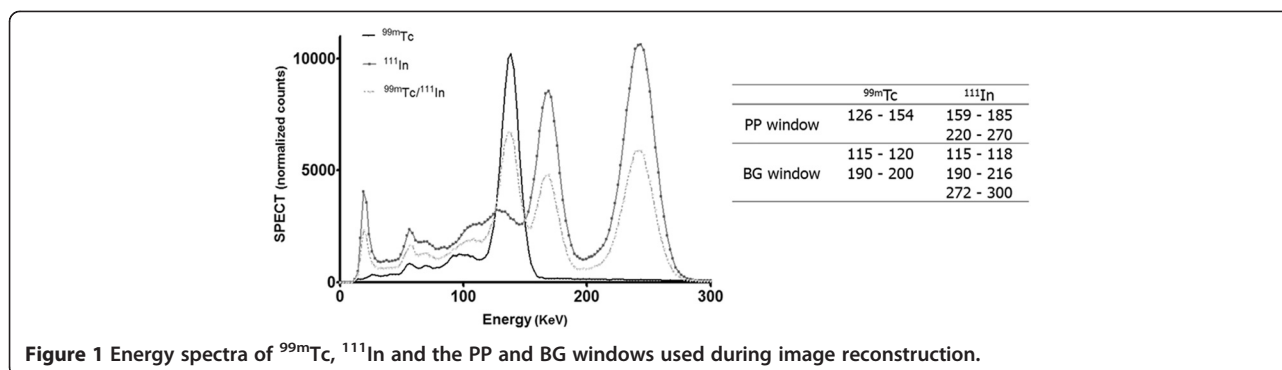 99mTc
111In
99mTc/111In
SPECT (normalized counts)
10000
5000
0
0 100 200 300
Energy (KeV)
99mTc 111In
PP window 126 - 154 159 - 185
220 - 270
BG window 115 - 120 115 - 118
190 - 200 190 - 216
272 - 300
Figure 1 Energy spectra of 99mTc, 111In and the PP and BG windows used during image reconstruction.